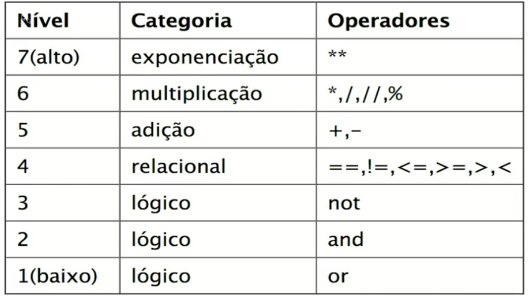 Nível Categoria Operadores
7(alto) exponenciação **
6 multiplicação *,/,//,%
5 adição +,-
4 relacional ==,!=,<=,>=,>,<
3 lógico not
2 lógico and
1(baixo) lógico or